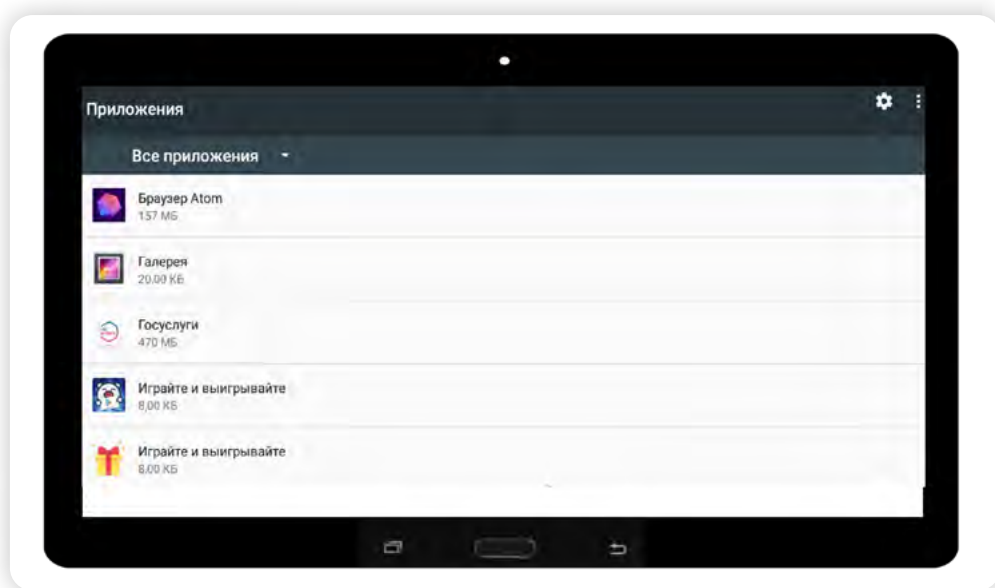 Приложения
Все приложения
Браузер Atom
157 МБ
Галерея
20.00 КБ
Госуслуги
470 МБ
Играйте и выигрывайте
8,00 КБ
Играйте и выигрывайте
8.00 КБ